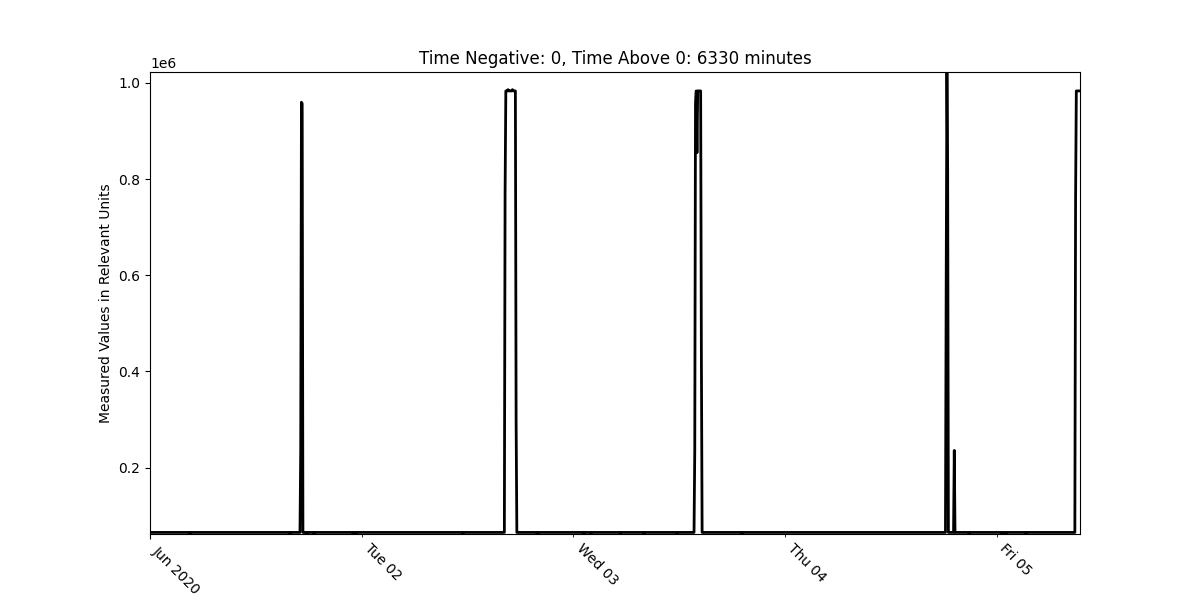 Time Negative: 0, Time Above 0: 6330 minutes
1e6
1.0
0.8
0.6
0.4
0.2
Measured Values in Relevant Units
Jun 2020
Tue 02
Wed 03
Thu 04
Fri 05